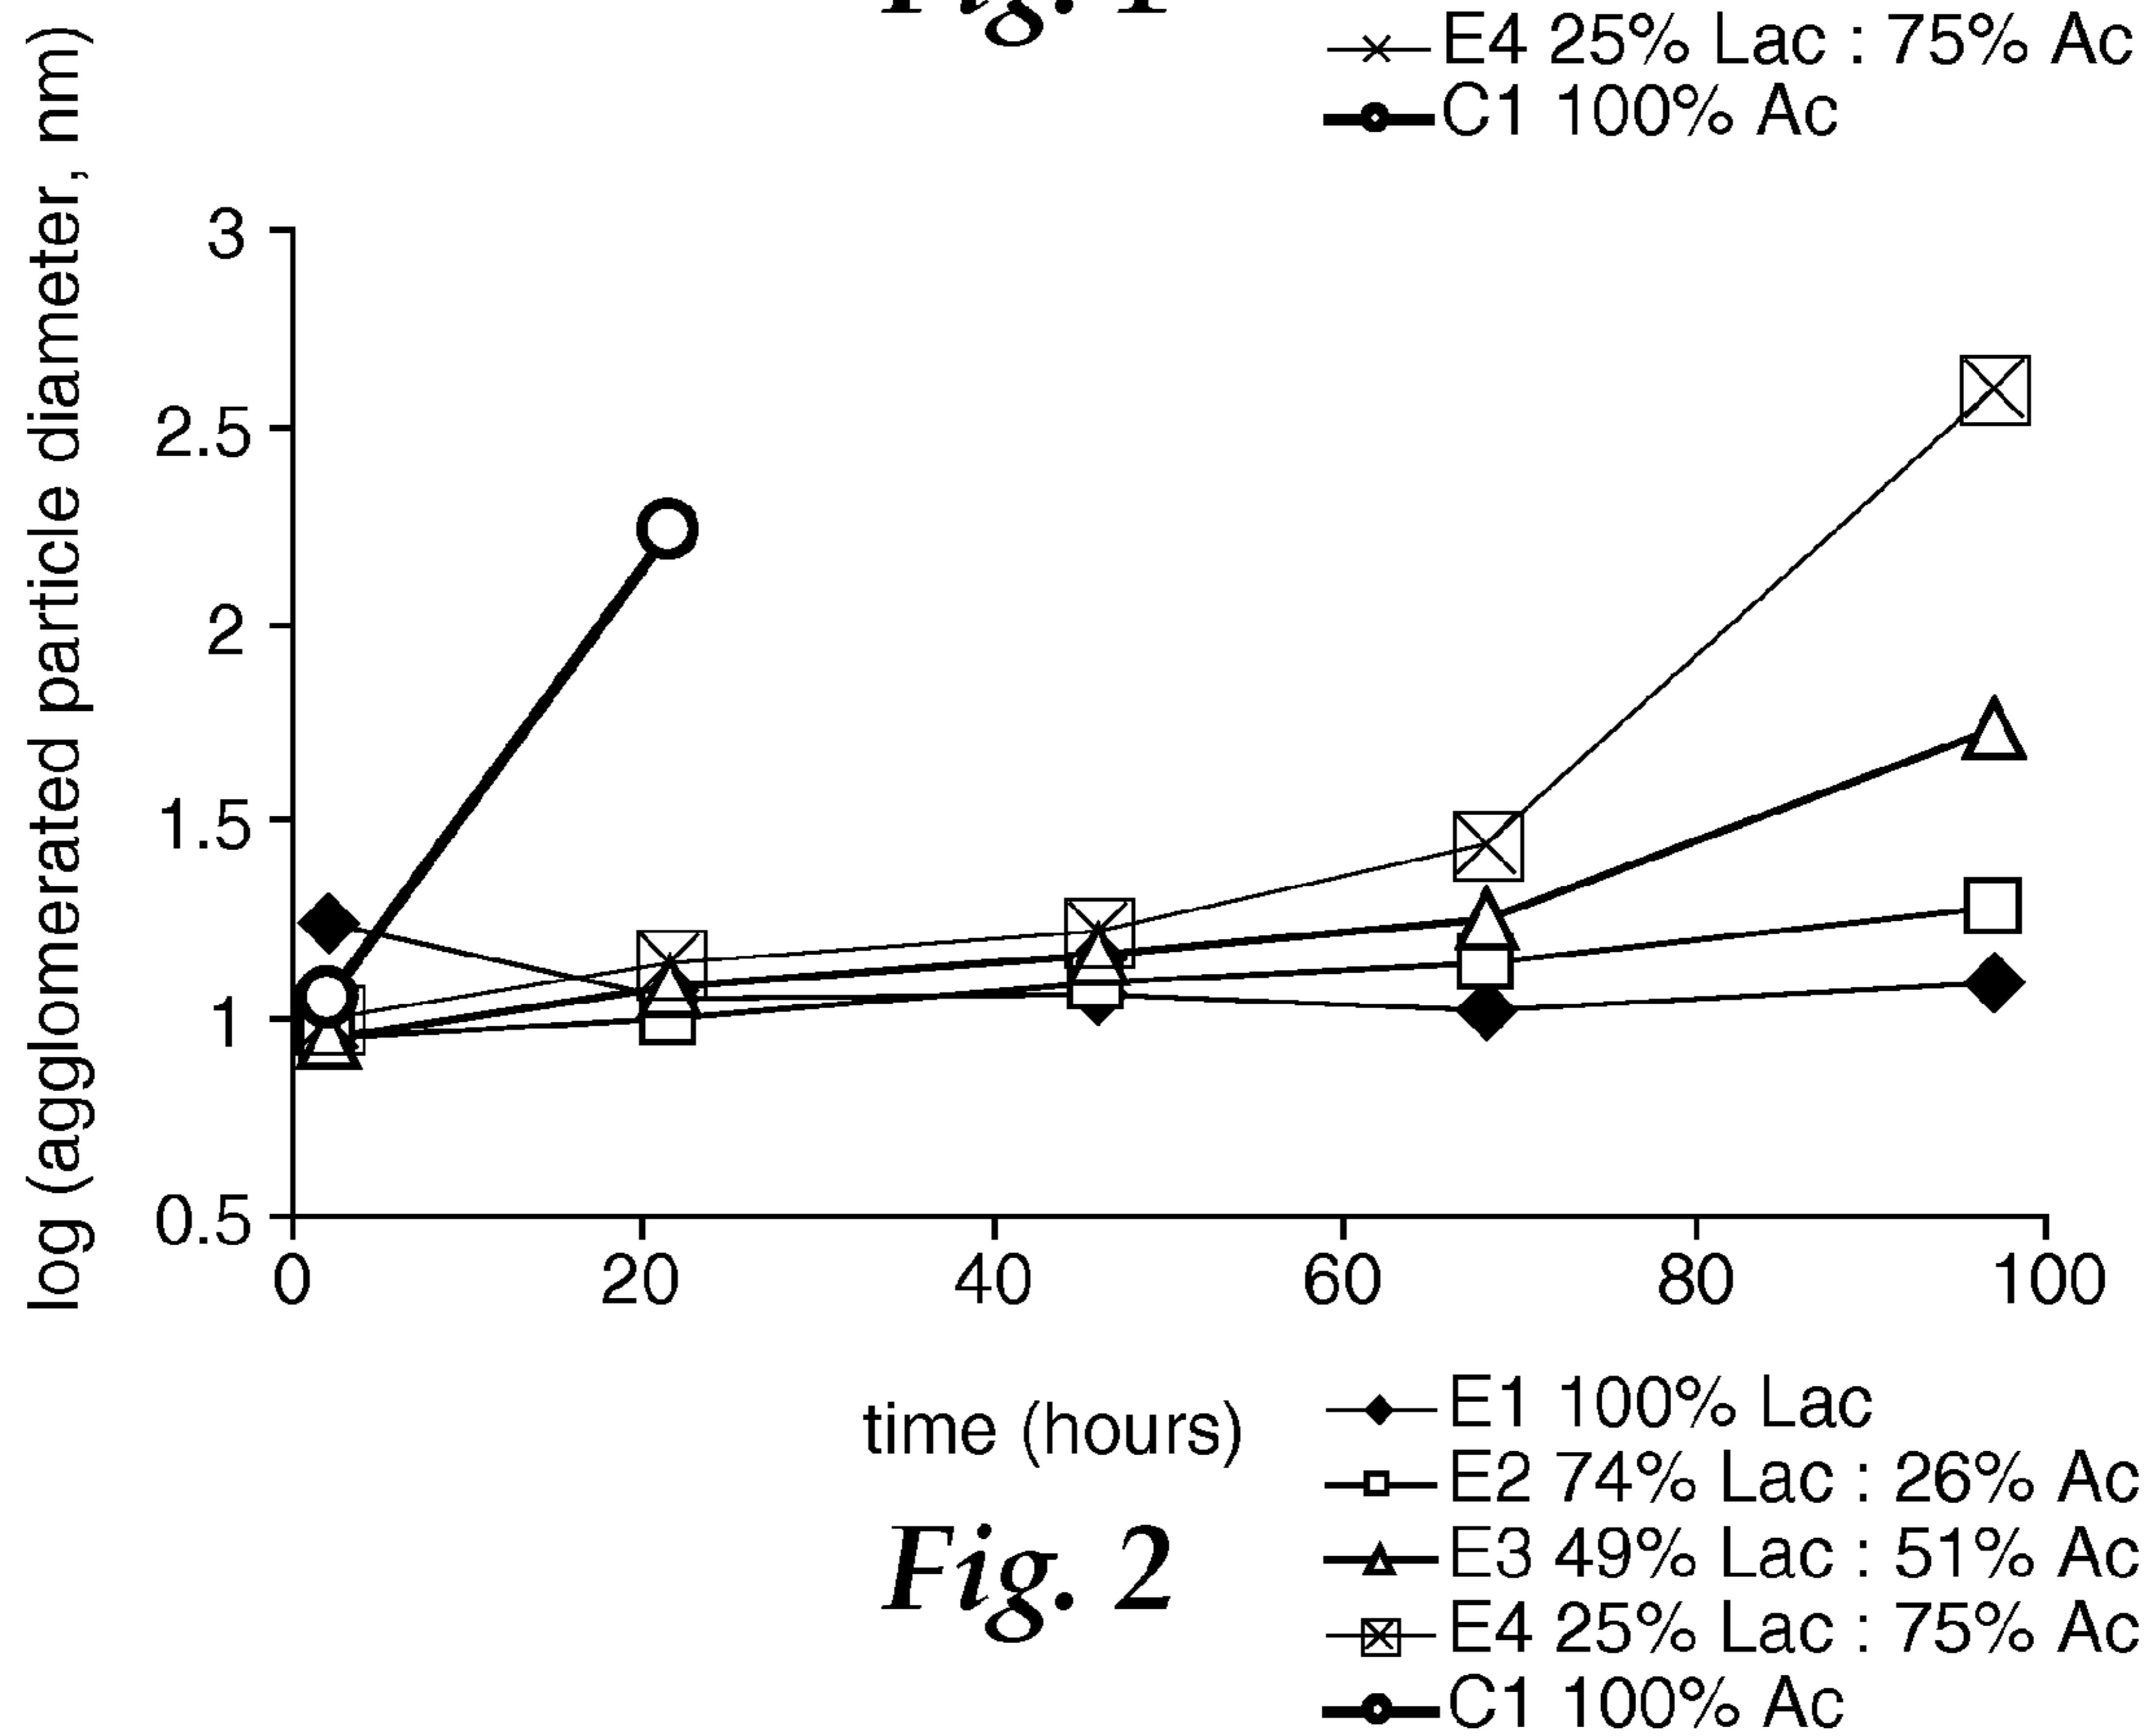 Fig. 1
E4 25% Lac : 75% Ac
C1 100% Ac
log (agglomerated particle diameter, nm)
3
2.5
2
1.5
1
0.5
0 20 40 60 80 100
time (hours)
E1 100% Lac
E2 74% Lac : 26% Ac
E3 49% Lac : 51% Ac
E4 25% Lac : 75% Ac
C1 100% Ac
Fig. 2